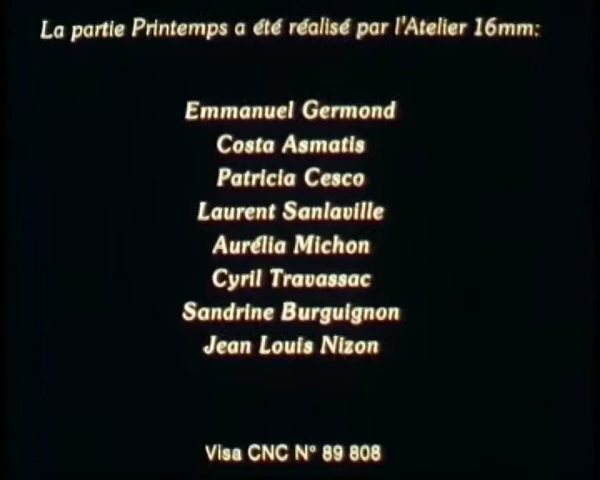 La partie Printemps a été réalisé par l'Atelier 16mm:
Emmanuel Germond
Costa Asmatis
Patricia Cesco
Laurent Sanlaville
Aurélia Michon
Cyril Travassac
Sandrine Burguignon
Jean Louis Nizon
Visa CNC N° 89 808